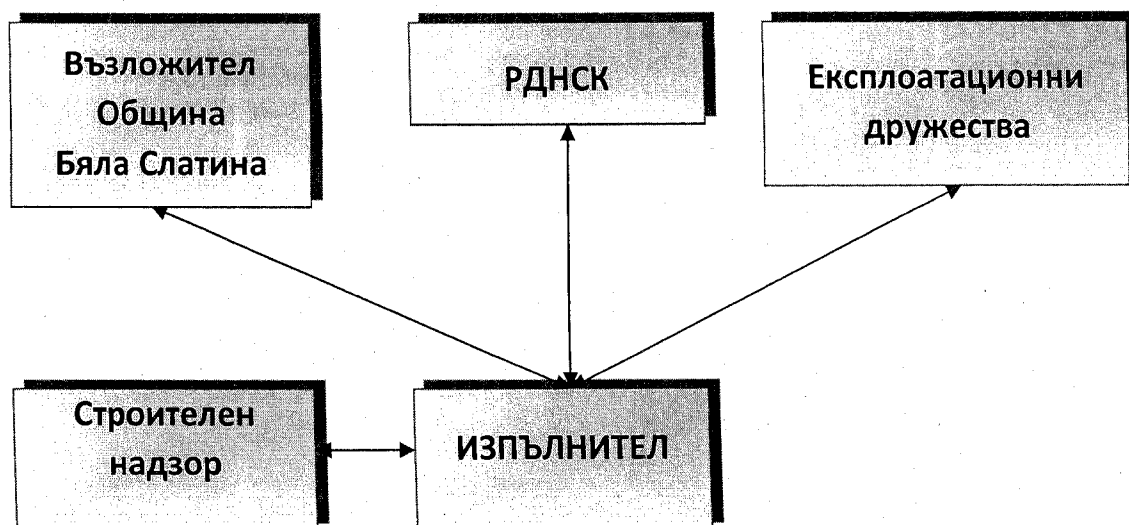 Възложител
Община
Бяла Слатина
РДНСК
Експлоатационни
дружества
Строителен
надзор
ИЗПЪЛНИТЕЛ